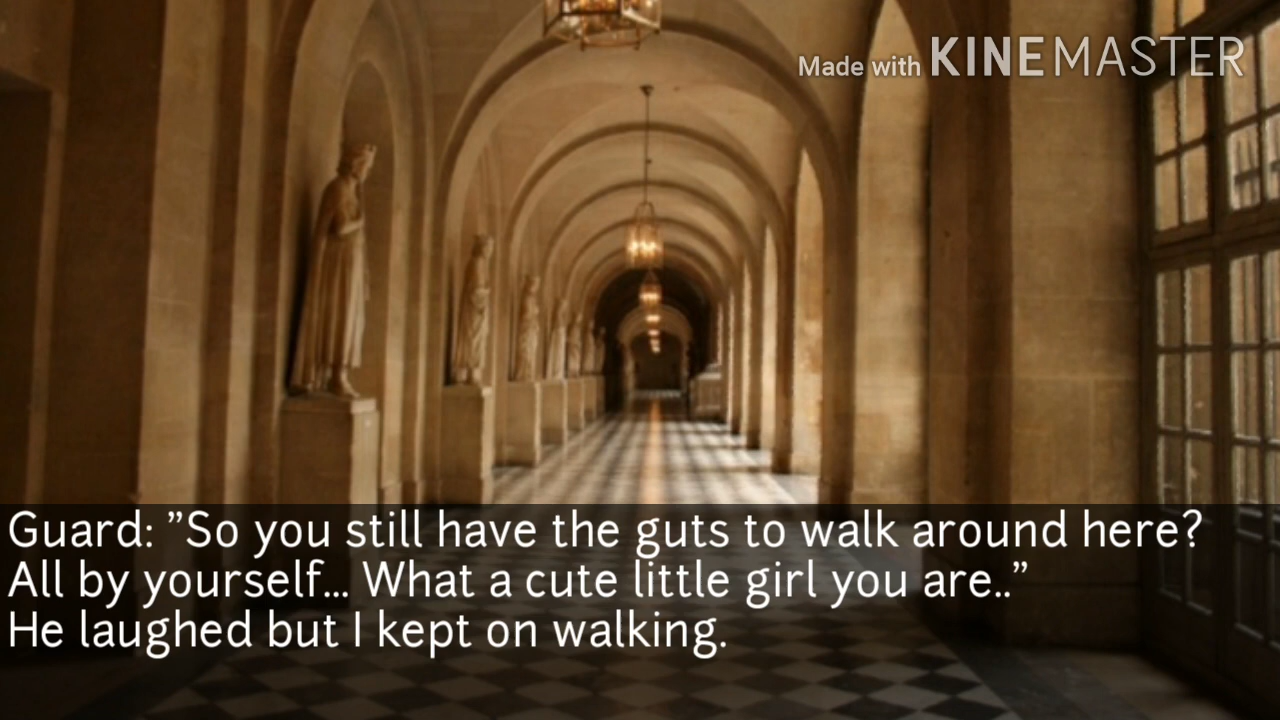 Made with KINEMASTER
Guard: ”So you still have the guts to walk around here?
All by yourself... What a cute little girl you are..”
He laughed but I kept on walking.